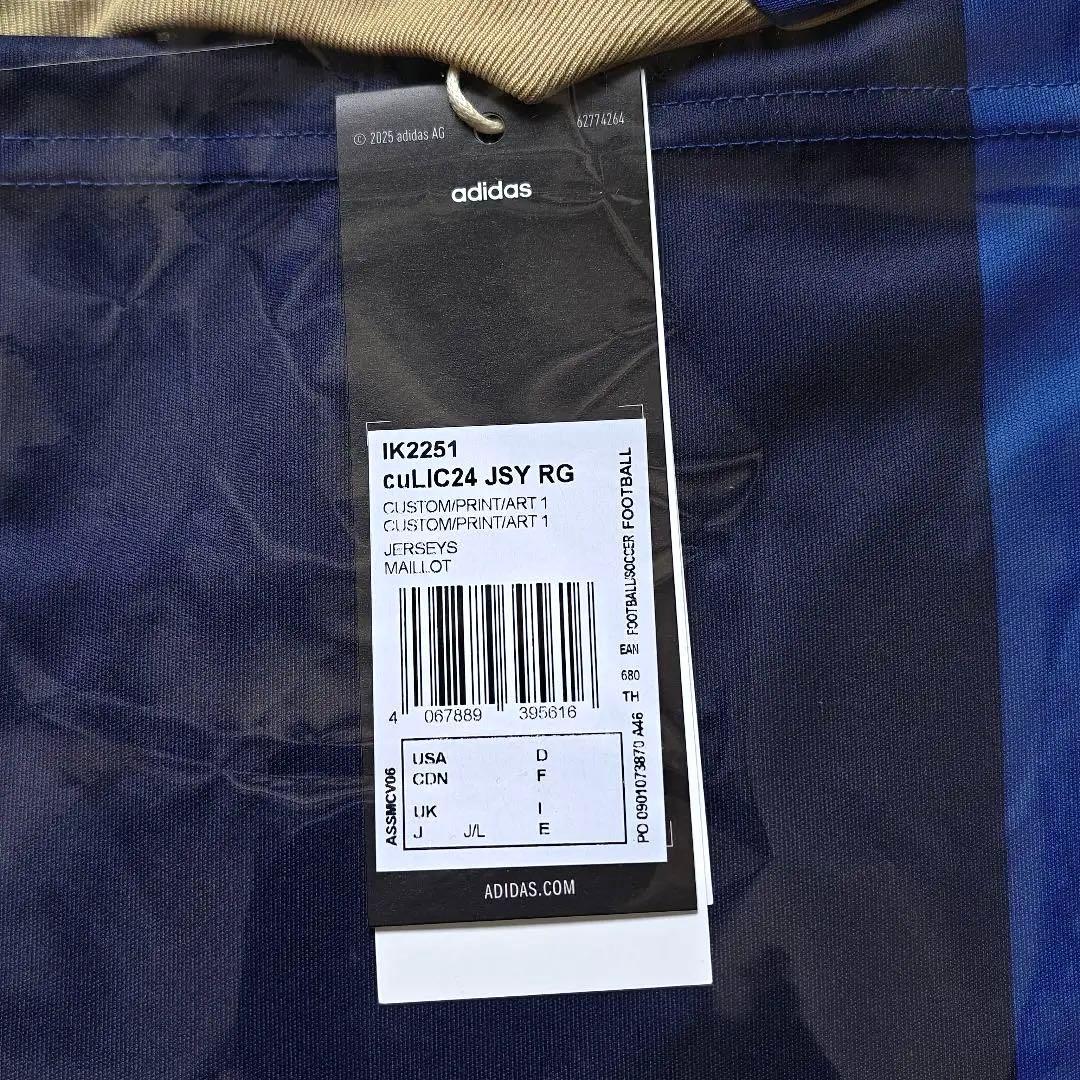 © 2025 adidas AG
62774264
adidas
IK2251
cuLIC24 JSY RG
CUSTOM/PRINT/ART 1
CUSTOM/PRINT/ART 1
JERSEYS
MAILLOT
FOOTBALL/SOCCER FOOTBALL
EAN
680
TH
PO 0901073870 A46
4 067889 395616
ASSMCV06
USA D
CDN F
UK I
J J/L E
ADIDAS.COM